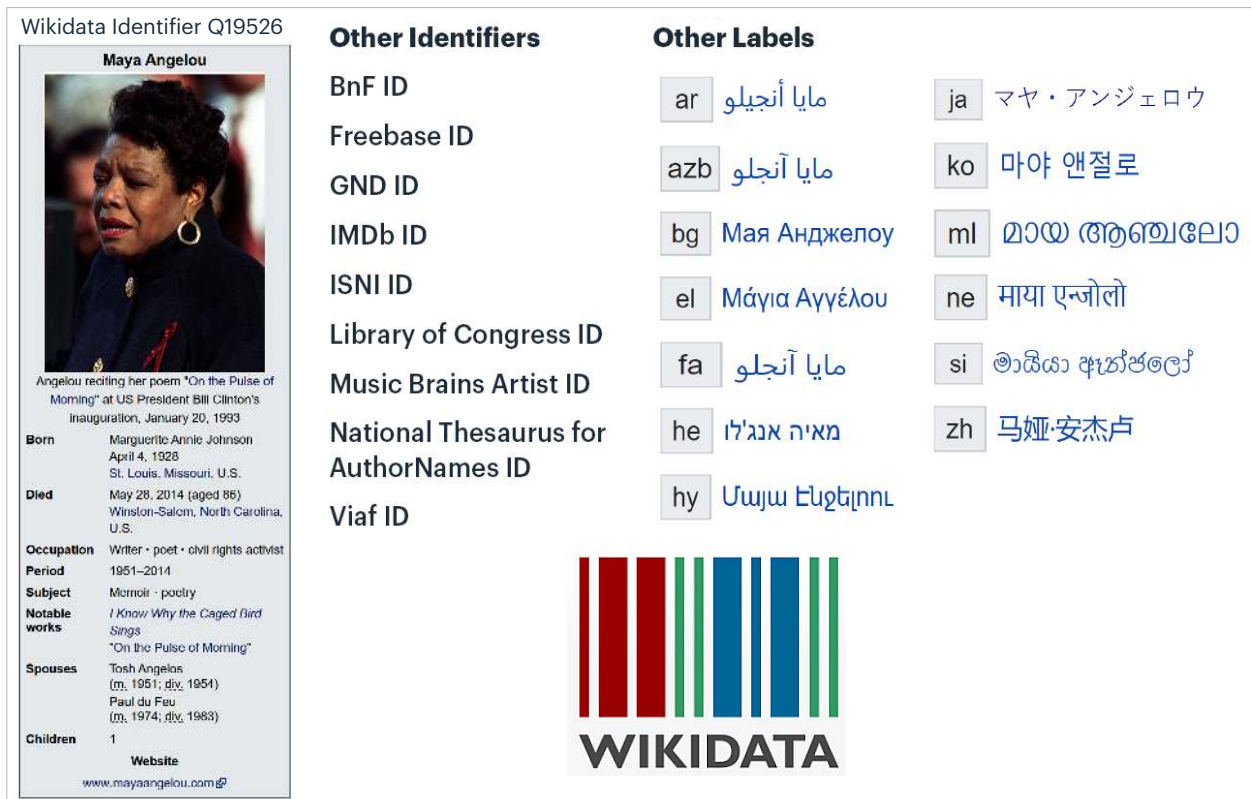 Wikidata Identifier Q19526
Maya Angelou
Angelou reciting her poem "On the Pulse of
Morning" at US President Bill Clinton's
inauguration, January 20, 1993
Born Marguerite Annie Johnson
April 4, 1928
St. Louis, Missouri, U.S.
Died May 28, 2014 (aged 86)
Winston-Salem, North Carolina,
U.S.
Occupation Writer · poet · civil rights activist
Period 1951–2014
Subject Memoir · poetry
Notable works I Know Why the Caged Bird
Sings
"On the Pulse of Morning"
Spouses Tosh Angelos
(m. 1951; div. 1954)
Paul du Feu
(m. 1974; div. 1983)
Children 1
Website
www.mayaangelou.com
Other Identifiers
BnF ID
Freebase ID
GND ID
IMDb ID
ISNI ID
Library of Congress ID
Music Brains Artist ID
National Thesaurus for
AuthorNames ID
Viaf ID
Other Labels
ar مايا أنجيلو
azb مایا آنجلو
bg Мая Анджелоу
el Μάγια Αγγέλου
fa مایا آنجلو
he מאיה אנג'לו
hy Մայա Էնջելոու
ja マヤ・アンジェロウ
ko 마야 앤절로
ml മായ ആഞ്ചലോ
ne माया एन्जोलो
si මායියා ඇන්ජලෝ
zh 马娅·安杰卢
WIKIDATA